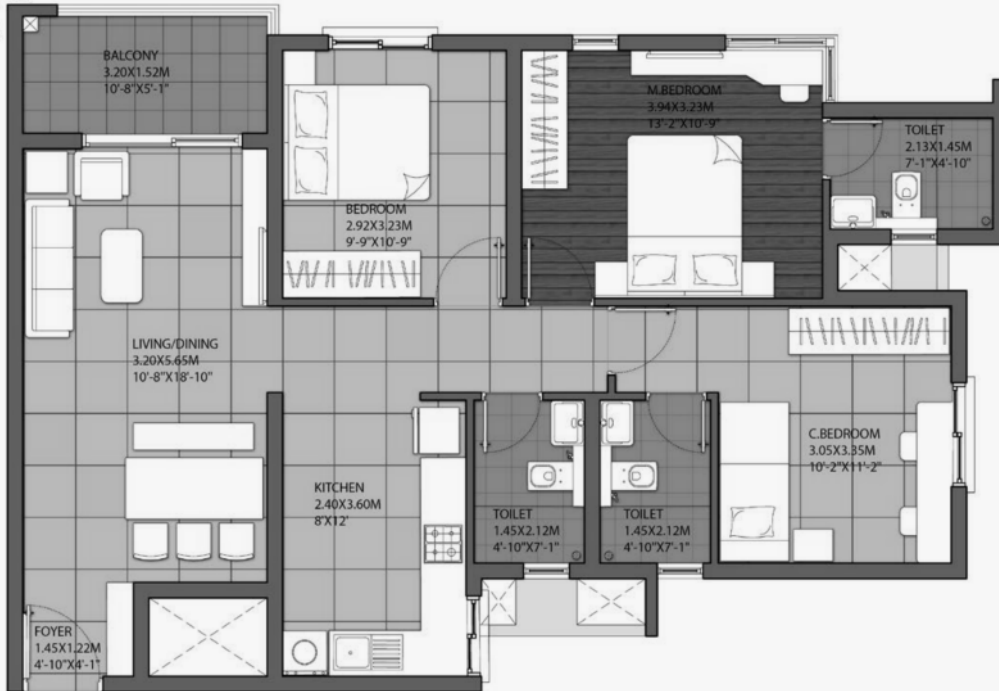 BALCONY
3.20X1.52M
10'-8"X5'-1"
M.BEDROOM
3.94X3.23M
13'-2"X10'-9"
TOILET
2.13X1.45M
7'-1"X4'-10"
BEDROOM
2.92X3.23M
9'-9"X10'-9"
LIVING/DINING
3.20X5.65M
10'-8"X18'-10"
C.BEDROOM
3.05X3.35M
10'-2"X11'-2"
KITCHEN
2.40X3.60M
8'X12'
TOILET
1.45X2.12M
4'-10"X7'-1"
TOILET
1.45X2.12M
4'-10"X7'-1"
FOYER
1.45X1.22M
4'-10"X4'-1"